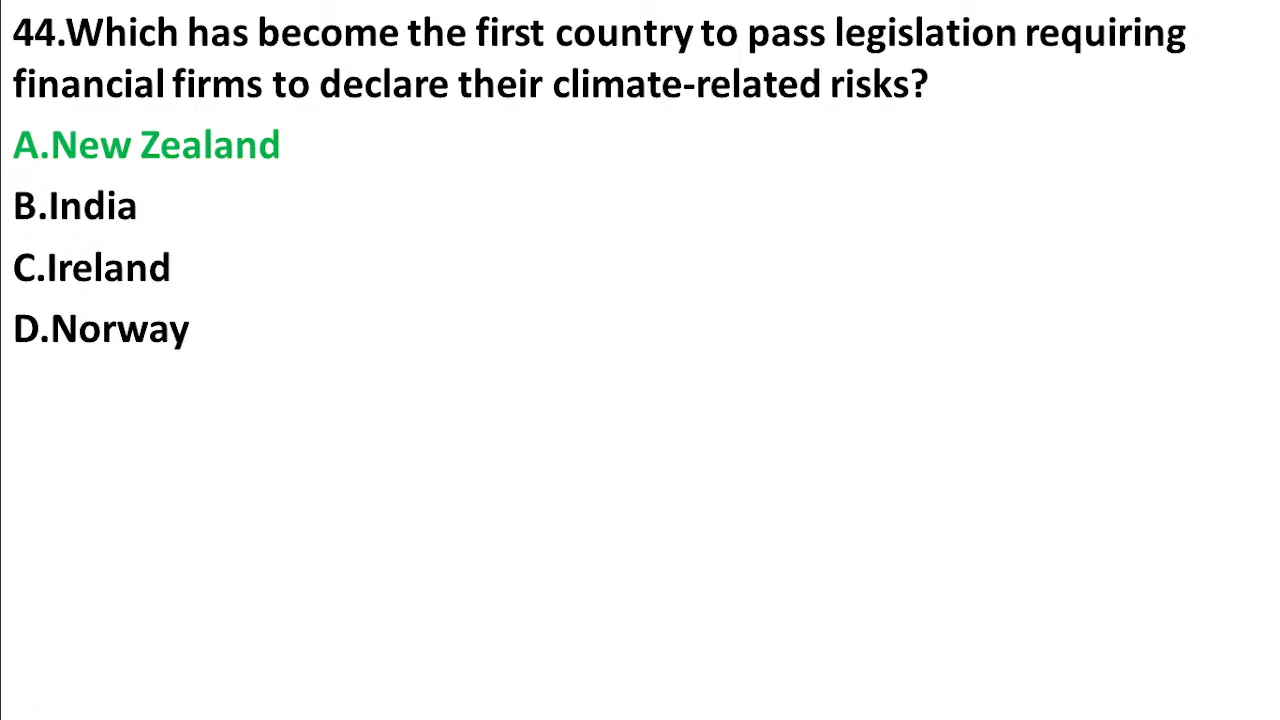 44.Which has become the first country to pass legislation requiring
financial firms to declare their climate-related risks?
A.New Zealand
B.India
C.Ireland
D.Norway